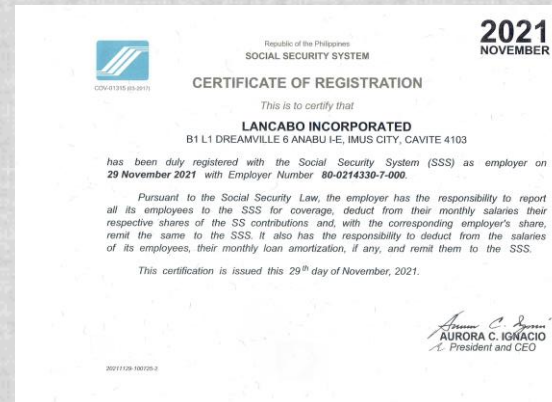 2021
NOVEMBER
Republic of the Philippines
SOCIAL SECURITY SYSTEM
COV-01315 (03-2017)
CERTIFICATE OF REGISTRATION
This is to certify that
LANCABO INCORPORATED
B1 L1 DREAMVILLE 6 ANABU I-E, IMUS CITY, CAVITE 4103
has been duly registered with the Social Security System (SSS) as employer on
29 November 2021 with Employer Number 80-0214330-7-000.
Pursuant to the Social Security Law, the employer has the responsibility to report
all its employees to the SSS for coverage, deduct from their monthly salaries their
respective shares of the SS contributions and, with the corresponding employer's share,
remit the same to the SSS. It also has the responsibility to deduct from the salaries
of its employees, their monthly loan amortization, if any, and remit them to the SSS.
This certification is issued this 29th day of November, 2021.
AURORA C. IGNACIO
President and CEO